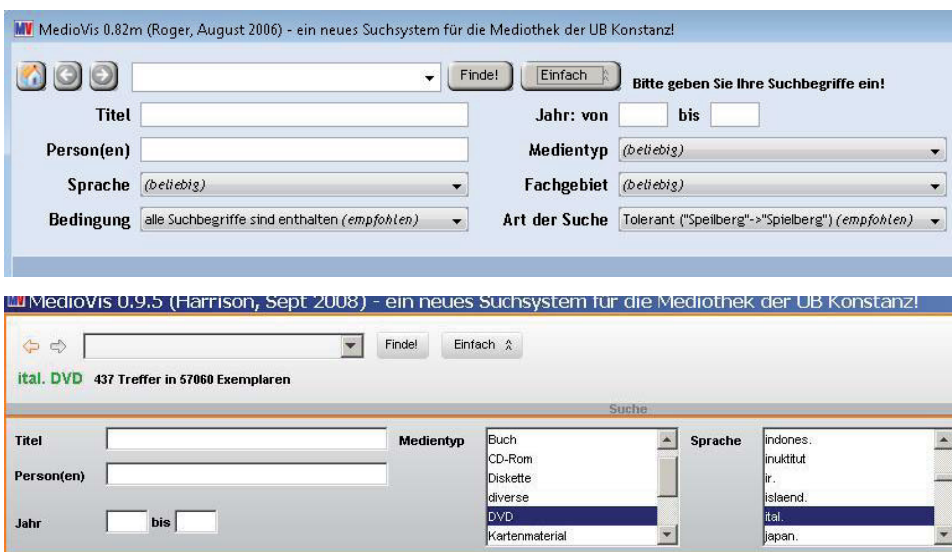 MV MedioVis 0.82m (Roger, August 2006) - ein neues Suchsystem für die Mediothek der UB Konstanz!
Finde! Einfach Bitte geben Sie Ihre Suchbegriffe ein!
Titel Jahr: von bis
Person(en) Medientyp (beliebig)
Sprache (beliebig) Fachgebiet (beliebig)
Bedingung alle Suchbegriffe sind enthalten (empfohlen) Art der Suche Tolerant ("Speilberg"->"Spielberg") (empfohlen)
MedioVis 0.9.5 (Harrison, Sept 2008) - ein neues Suchsystem für die Mediothek der UB Konstanz!
Finde! Einfach
ital. DVD 437 Treffer in 57060 Exemplaren
Suche
Titel Medientyp Buch Sprache indones.
CD-Rom inuktitut
Person(en) Diskette ir.
diverse islaend.
Jahr bis DVD ital.
Kartenmaterial japan.